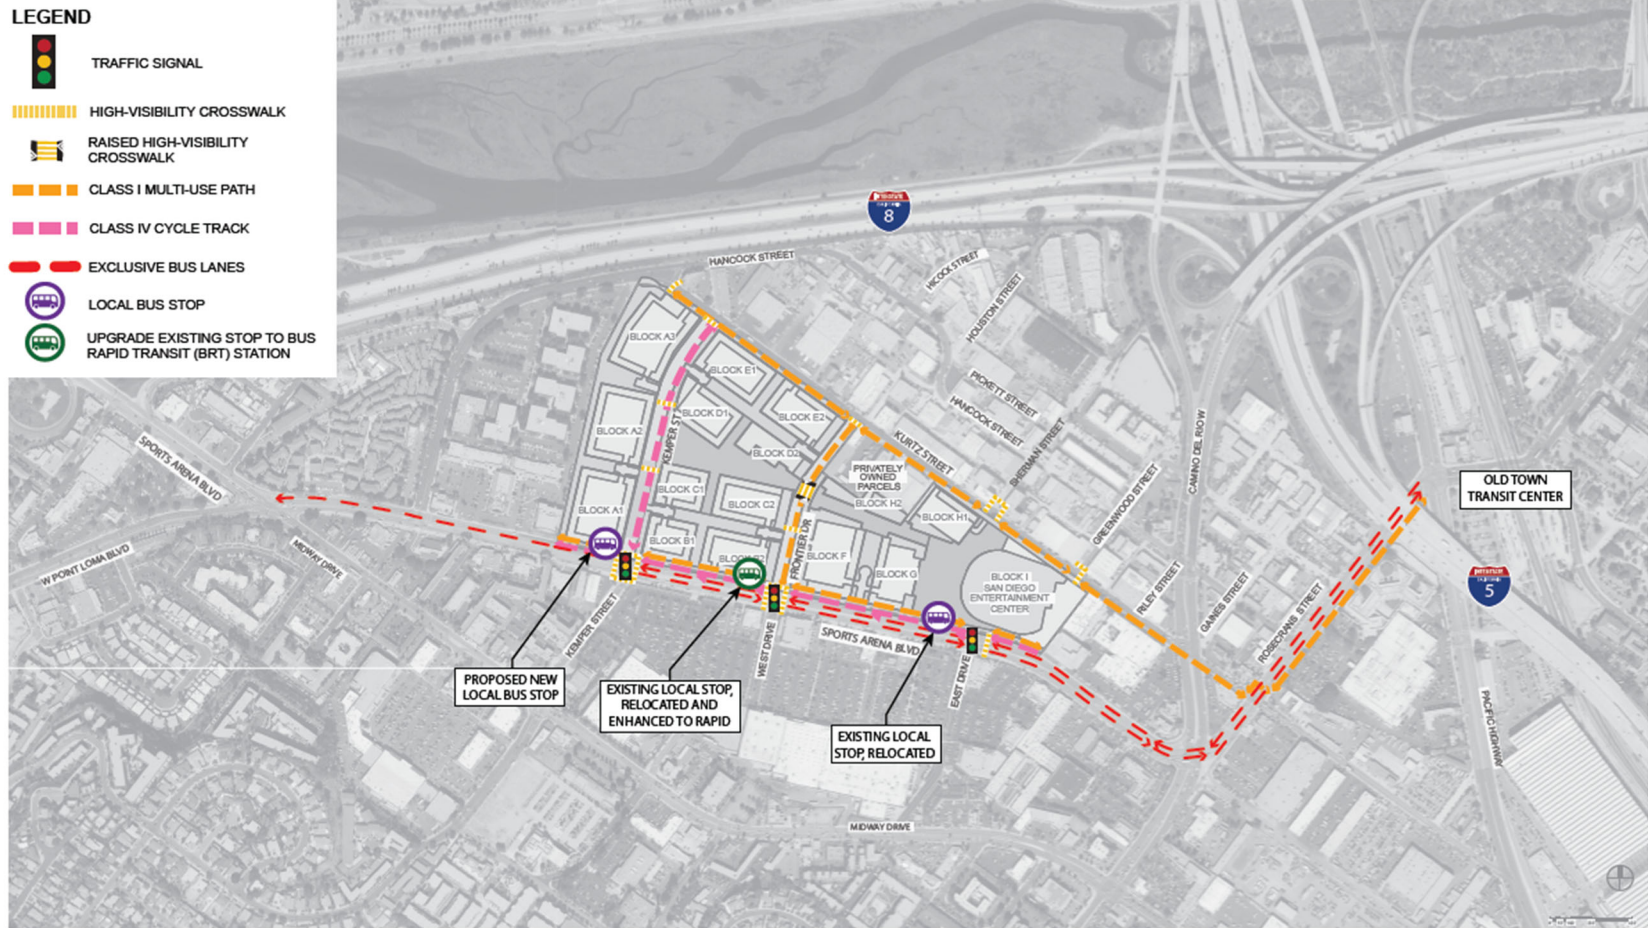 LEGEND
TRAFFIC SIGNAL
HIGH-VISIBILITY CROSSWALK
RAISED HIGH-VISIBILITY
CROSSWALK
CLASS I MULTI-USE PATH
CLASS IV CYCLE TRACK
EXCLUSIVE BUS LANES
LOCAL BUS STOP
UPGRADE EXISTING STOP TO BUS
RAPID TRANSIT (BRT) STATION
8
HANCOCK STREET
HICOCK STREET
HOUSTON STREET
BLOCK A3
BLOCK E1
PICKETT STREET
HANCOCK STREET
BLOCK D1
BLOCK E2
KEMPER ST
BLOCK A2
KURTZ STREET
SHERMAN STREET
CAMINO DEL RIO W
SPORTS ARENA BLVD
BLOCK D2
PRIVATELY
OWNED
PARCELS
GREENWOOD STREET
OLD TOWN
TRANSIT CENTER
BLOCK C1
BLOCK C2
BLOCK H2
BLOCK H1
BLOCK A1
BLOCK B1
FRONTIER DR
BLOCK F
BLOCK G
W POINT LOMA BLVD
MIDWAY DRIVE
BLOCK I
SAN DIEGO
ENTERTAINMENT
CENTER
RILEY STREET
GAINES STREET
ROSECRANS STREET
5
KEMPER STREET
WEST DRIVE
SPORTS ARENA BLVD
EAST DRIVE
PROPOSED NEW
LOCAL BUS STOP
EXISTING LOCAL STOP,
RELOCATED AND
ENHANCED TO RAPID
EXISTING LOCAL
STOP, RELOCATED
PACIFIC HIGHWAY
MIDWAY DRIVE